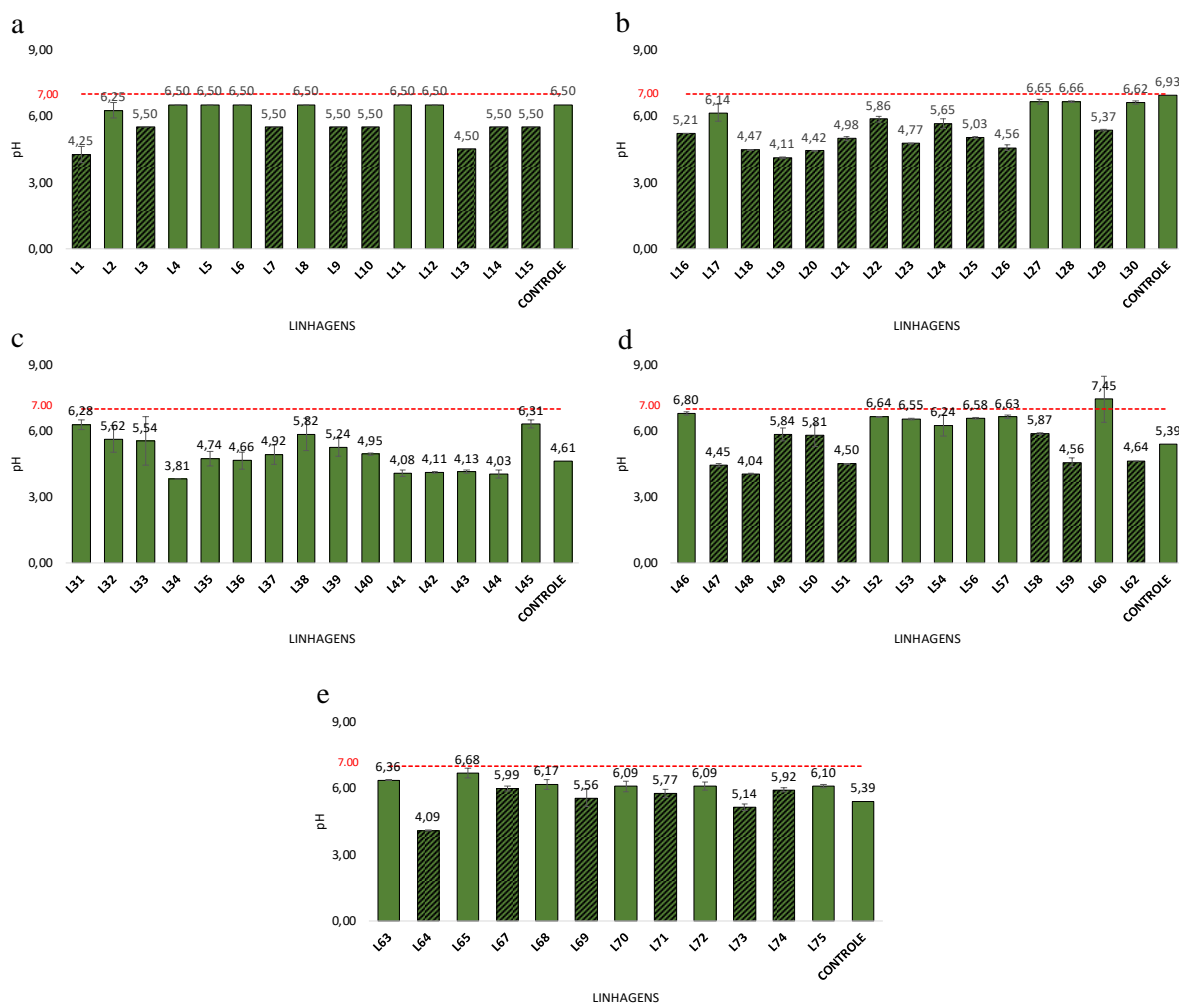 a
9,00
7,00
6,00
3,00
0,00
pH
4,25 6,25 5,50 6,50 6,50 6,50 5,50 6,50 5,50 5,50 6,50 6,50 4,50 5,50 5,50 6,50
L1 L2 L3 L4 L5 L6 L7 L8 L9 L10 L11 L12 L13 L14 L15 CONTROLE
LINHAGENS
b
9,00
7,00
6,00
3,00
0,00
pH
5,21 6,14 4,47 4,11 4,42 4,98 5,86 4,77 5,65 5,03 4,56 6,65 6,66 5,37 6,62 6,93
L16 L17 L18 L19 L20 L21 L22 L23 L24 L25 L26 L27 L28 L29 L30 CONTROLE
LINHAGENS
c
9,00
7.00
6,00
3,00
0,00
pH
6,28 5,62 5,54 3,81 4,74 4,66 4,92 5,82 5,24 4,95 4,08 4,11 4,13 4,03 6,31 4,61
L31 L32 L33 L34 L35 L36 L37 L38 L39 L40 L41 L42 L43 L44 L45 CONTROLE
LINHAGENS
d
9,00
7.00
6,00
3,00
0,00
pH
6,80 4,45 4,04 5,84 5,81 4,50 6,64 6,55 6,24 6,58 6,63 5,87 4,56 7,45 4,64 5,39
L46 L47 L48 L49 L50 L51 L52 L53 L54 L56 L57 L58 L59 L60 L62 CONTROLE
LINHAGENS
e
9,00
7.00
6,00
3,00
0,00
pH
6,36 4,09 6,68 5,99 6,17 5,56 6,09 5,77 6,09 5,14 5,92 6,10 5,39
L63 L64 L65 L67 L68 L69 L70 L71 L72 L73 L74 L75 CONTROLE
LINHAGENS